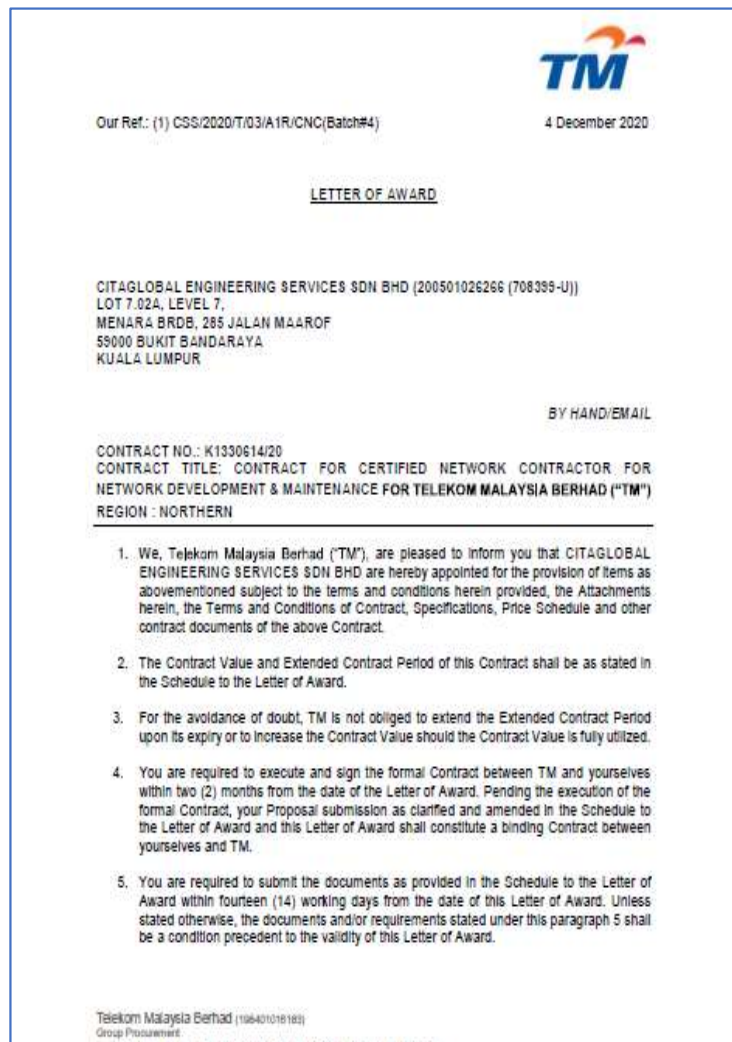 TM
Our Ref.: (1) CSS/2020/T/03/A1R/CNC(Batch#4) 4 December 2020
LETTER OF AWARD
CITAGLOBAL ENGINEERING SERVICES SDN BHD (200501026266 (708399-U))
LOT 7.02A, LEVEL 7,
MENARA BRDB, 285 JALAN MAAROF
59000 BUKIT BANDARAYA
KUALA LUMPUR
BY HAND/EMAIL
CONTRACT NO.: K1330614/20
CONTRACT TITLE: CONTRACT FOR CERTIFIED NETWORK CONTRACTOR FOR
NETWORK DEVELOPMENT & MAINTENANCE FOR TELEKOM MALAYSIA BERHAD ("TM")
REGION : NORTHERN
1. We, Telekom Malaysia Berhad ("TM"), are pleased to inform you that CITAGLOBAL
ENGINEERING SERVICES SDN BHD are hereby appointed for the provision of items as
abovementioned subject to the terms and conditions herein provided, the Attachments
herein, the Terms and Conditions of Contract, Specifications, Price Schedule and other
contract documents of the above Contract.
2. The Contract Value and Extended Contract Period of this Contract shall be as stated in
the Schedule to the Letter of Award.
3. For the avoidance of doubt, TM is not obliged to extend the Extended Contract Period
upon its expiry or to increase the Contract Value should the Contract Value is fully utilized.
4. You are required to execute and sign the formal Contract between TM and yourselves
within two (2) months from the date of the Letter of Award. Pending the execution of the
formal Contract, your Proposal submission as clarified and amended in the Schedule to
the Letter of Award and this Letter of Award shall constitute a binding Contract between
yourselves and TM.
5. You are required to submit the documents as provided in the Schedule to the Letter of
Award within fourteen (14) working days from the date of this Letter of Award. Unless
stated otherwise, the documents and/or requirements stated under this paragraph 5 shall
be a condition precedent to the validity of this Letter of Award.
Telekom Malaysia Berhad (198401016183)
Group Procurement